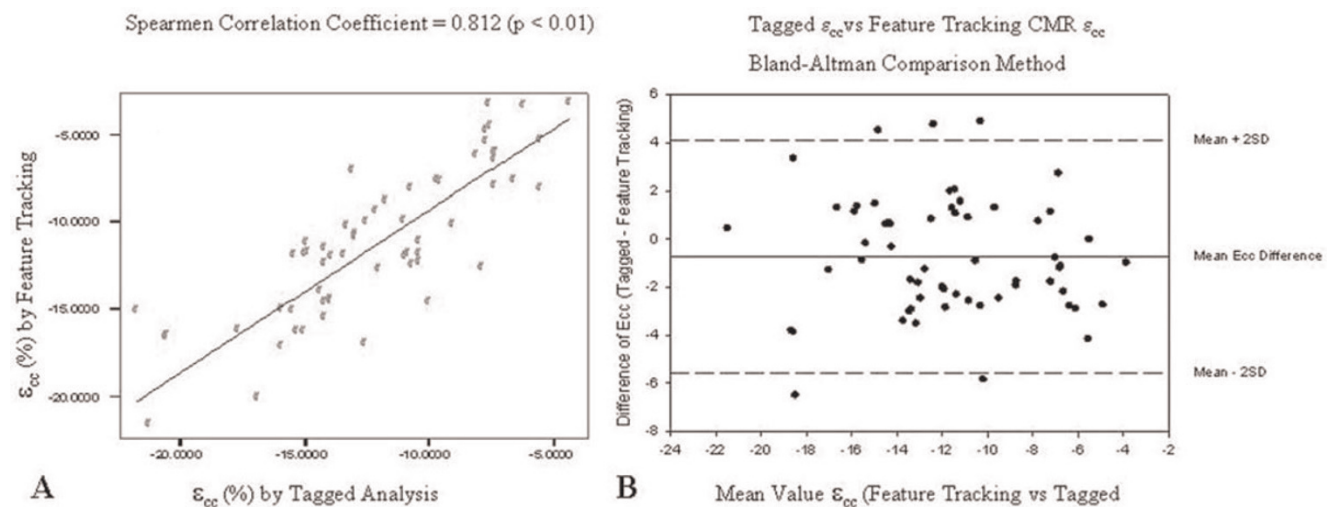 Spearmen Correlation Coefficient = 0.812 (p < 0.01)
-5.0000
-10.0000
-15.0000
-20.0000
εcc (%) by Feature Tracking
-20.0000 -15.0000 -10.0000 -5.0000
A
εcc (%) by Tagged Analysis
Tagged εcc vs Feature Tracking CMR εcc
Bland-Altman Comparison Method
Difference of Ecc (Tagged - Feature Tracking)
6
4
2
0
-2
-4
-6
-8
Mean + 2SD
Mean Ecc Difference
Mean - 2SD
-24 -22 -20 -18 -16 -14 -12 -10 -8 -6 -4 -2
B
Mean Value εcc (Feature Tracking vs Tagged